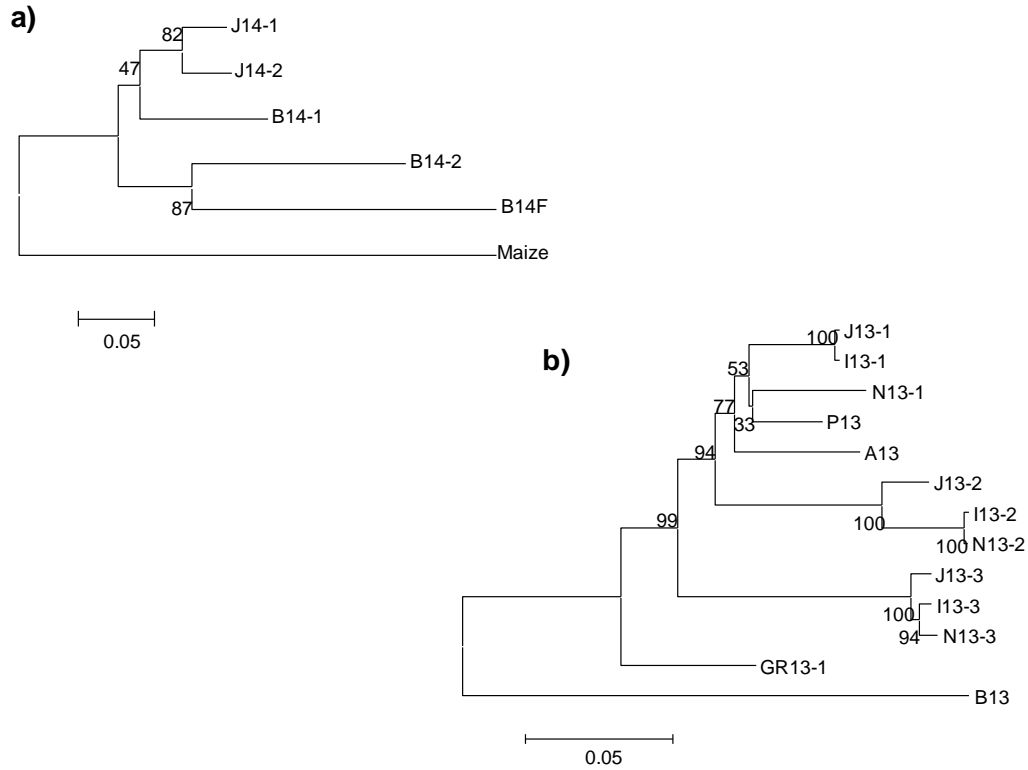 a)
J14-1
82
J14-2
47
B14-1
B14-2
87
B14F
Maize
0.05
b)
J13-1
100
I13-1
53
N13-1
77
33
P13
94
A13
J13-2
100
I13-2
100
N13-2
99
J13-3
I13-3
100
94
N13-3
GR13-1
B13
0.05